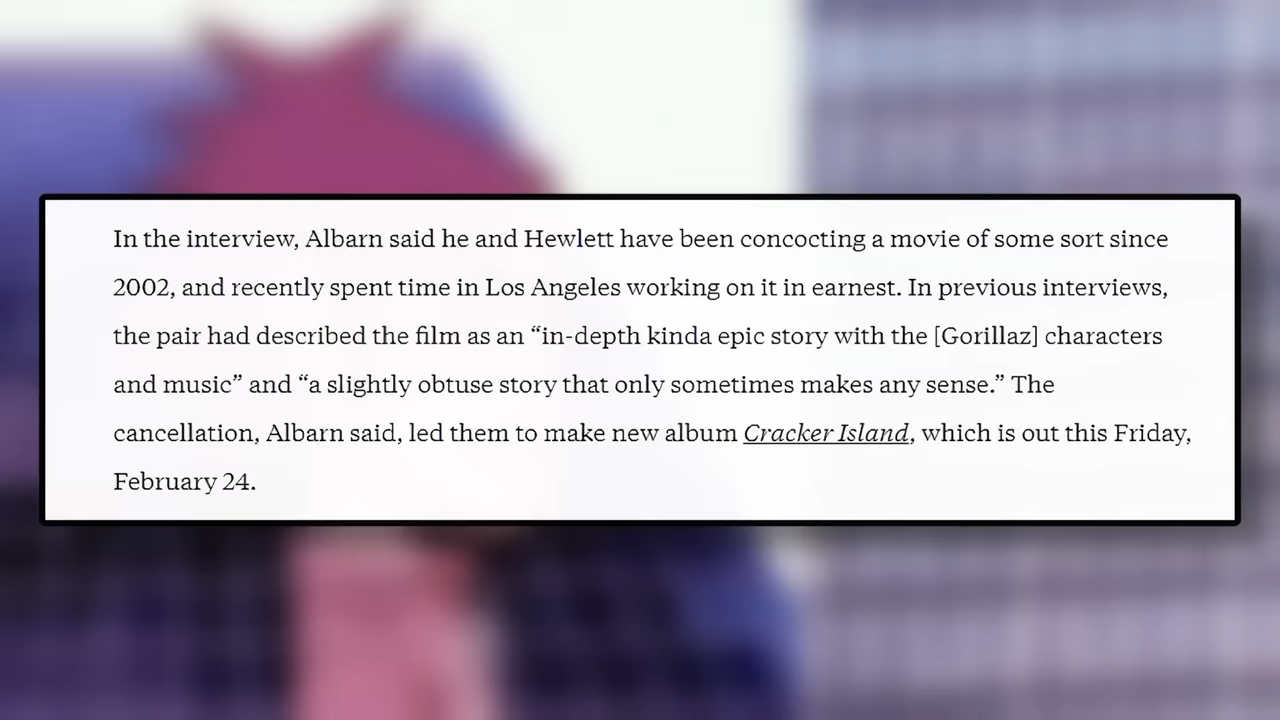 In the interview, Albarn said he and Hewlett have been concocting a movie of some sort since
2002, and recently spent time in Los Angeles working on it in earnest. In previous interviews,
the pair had described the film as an “in-depth kinda epic story with the [Gorillaz] characters
and music” and “a slightly obtuse story that only sometimes makes any sense.” The
cancellation, Albarn said, led them to make new album Cracker Island, which is out this Friday,
February 24.